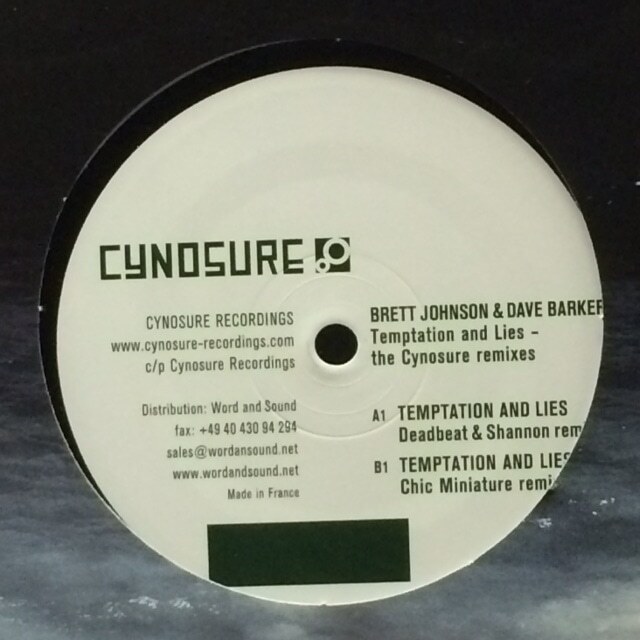 CYNOSURE
CYNOSURE RECORDINGS
www.cynosure-recordings.com
c/p Cynosure Recordings
Distribution: Word and Sound
fax: +49 40 430 94 294
sales@wordandsound.net
www.wordandsound.net
Made in France
BRETT JOHNSON & DAVE BARKER
Temptation and Lies –
the Cynosure remixes
A1 TEMPTATION AND LIES
Deadbeat & Shannon rem
B1 TEMPTATION AND LIES
Chic Miniature remi